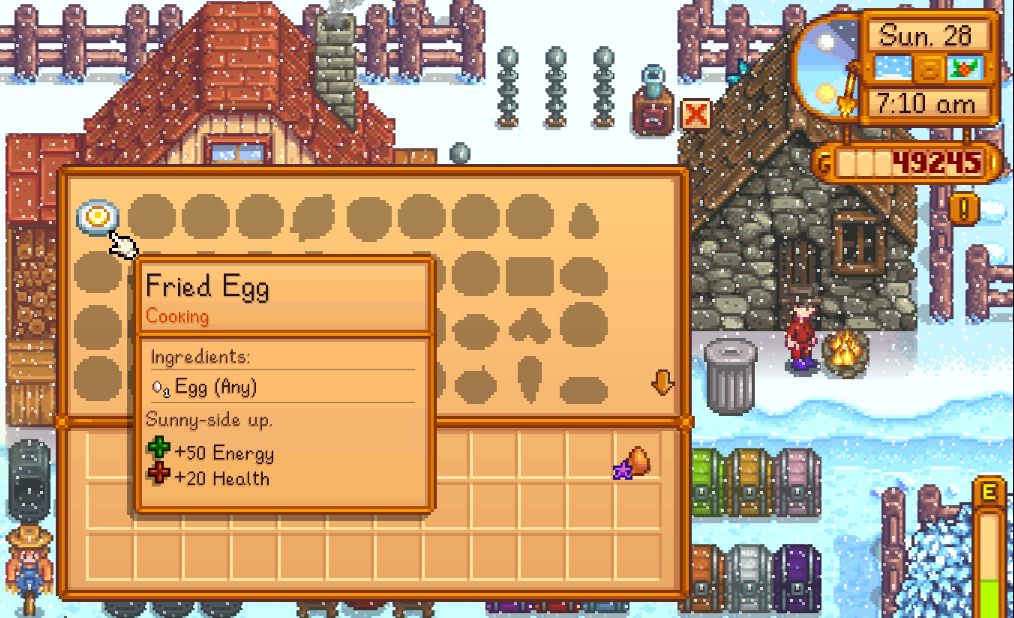 Sun. 28
7:10 am
G 49245
!
Fried Egg
Cooking
Ingredients:
1 Egg (Any)
Sunny-side up.
+50 Energy
+20 Health
E